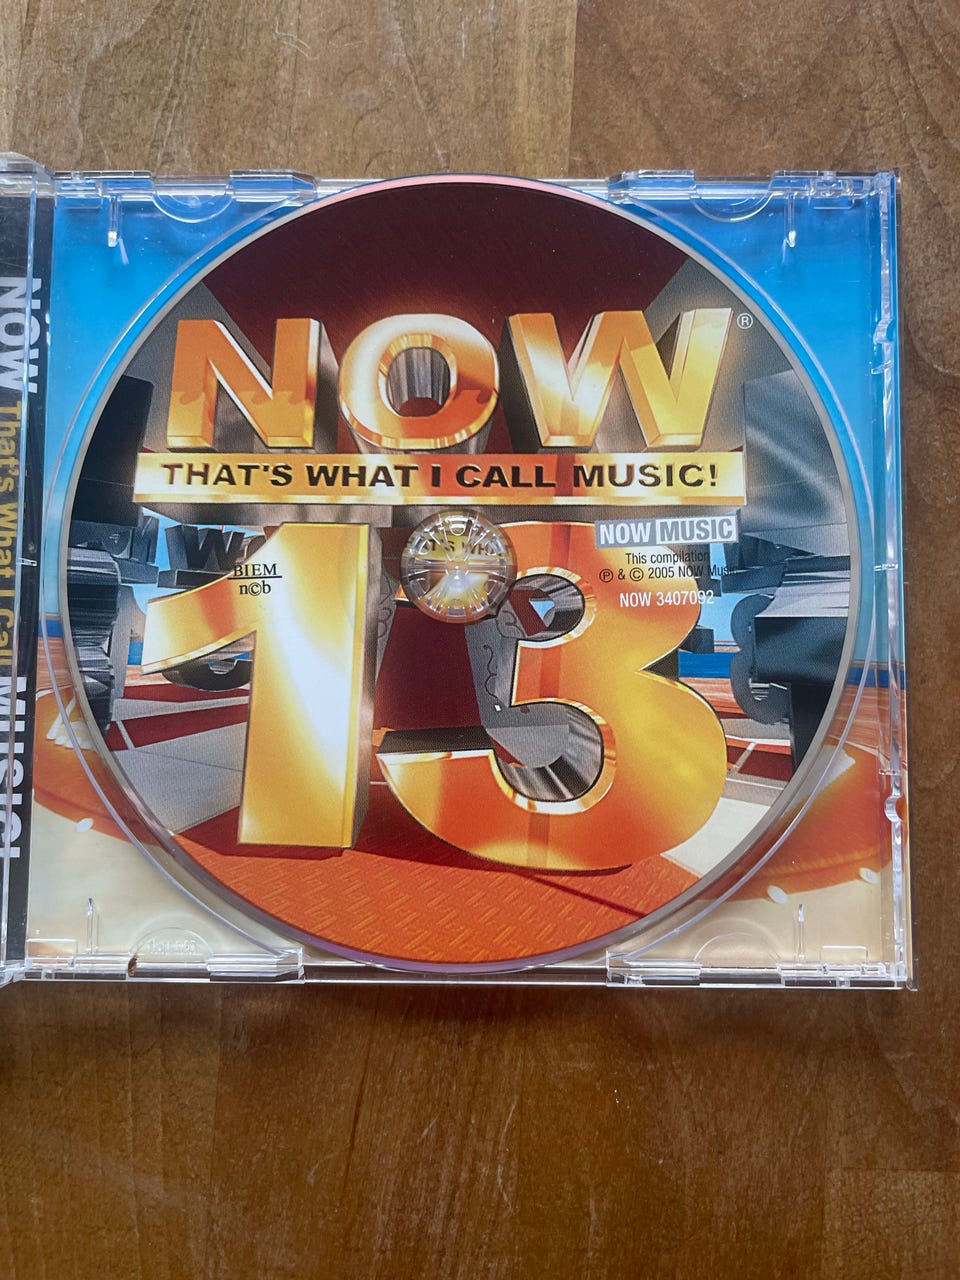 NOW ®
THAT'S WHAT I CALL MUSIC!
13
BIEM
n©b
NOW MUSIC
This compilation
℗ & © 2005 NOW Music
NOW 3407092
NOW That's What I Call MUSIC!